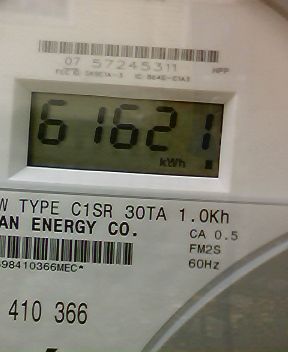 07 57245311
HPP
61621
kWh
W TYPE C1SR 30TA 1.0Kh
AN ENERGY CO.
CA 0.5
FM2S
60Hz
98410366MEC*
410 366